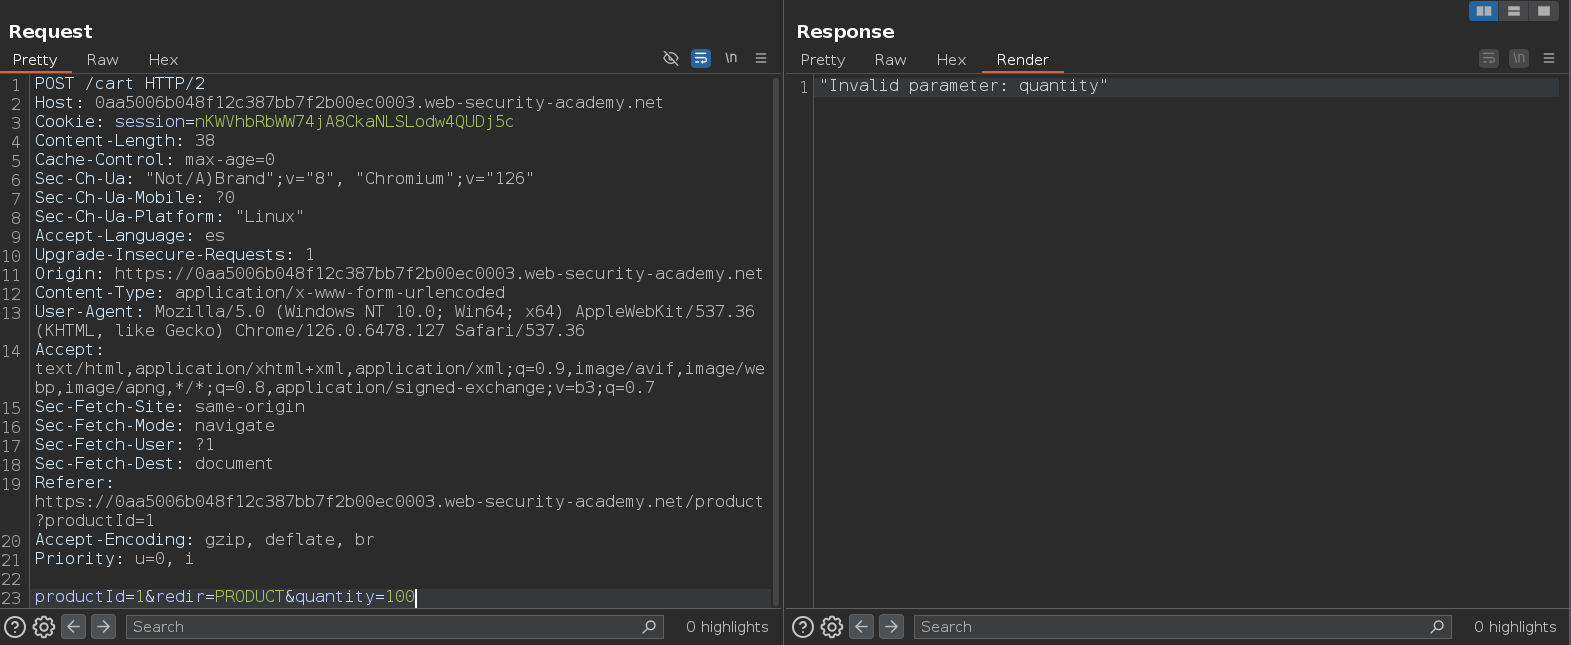 Request
Pretty Raw Hex \n
1 POST /cart HTTP/2
2 Host: 0aa5006b048f12c387bb7f2b00ec0003.web-security-academy.net
3 Cookie: session=nKWVhbRbWW74jA8CkaNLSLodw4QUDj5c
4 Content-Length: 38
5 Cache-Control: max-age=0
6 Sec-Ch-Ua: "Not/A)Brand";v="8", "Chromium";v="126"
7 Sec-Ch-Ua-Mobile: ?0
8 Sec-Ch-Ua-Platform: "Linux"
9 Accept-Language: es
10 Upgrade-Insecure-Requests: 1
11 Origin: https://0aa5006b048f12c387bb7f2b00ec0003.web-security-academy.net
12 Content-Type: application/x-www-form-urlencoded
13 User-Agent: Mozilla/5.0 (Windows NT 10.0; Win64; x64) AppleWebKit/537.36
(KHTML, like Gecko) Chrome/126.0.6478.127 Safari/537.36
14 Accept:
text/html,application/xhtml+xml,application/xml;q=0.9,image/avif,image/we
bp,image/apng,*/*;q=0.8,application/signed-exchange;v=b3;q=0.7
15 Sec-Fetch-Site: same-origin
16 Sec-Fetch-Mode: navigate
17 Sec-Fetch-User: ?1
18 Sec-Fetch-Dest: document
19 Referer:
https://0aa5006b048f12c387bb7f2b00ec0003.web-security-academy.net/product
?productId=1
20 Accept-Encoding: gzip, deflate, br
21 Priority: u=0, i
22
23 productId=1&redir=PRODUCT&quantity=100
Search 0 highlights
Response
Pretty Raw Hex Render \n
1 "Invalid parameter: quantity"
Search 0 highlights